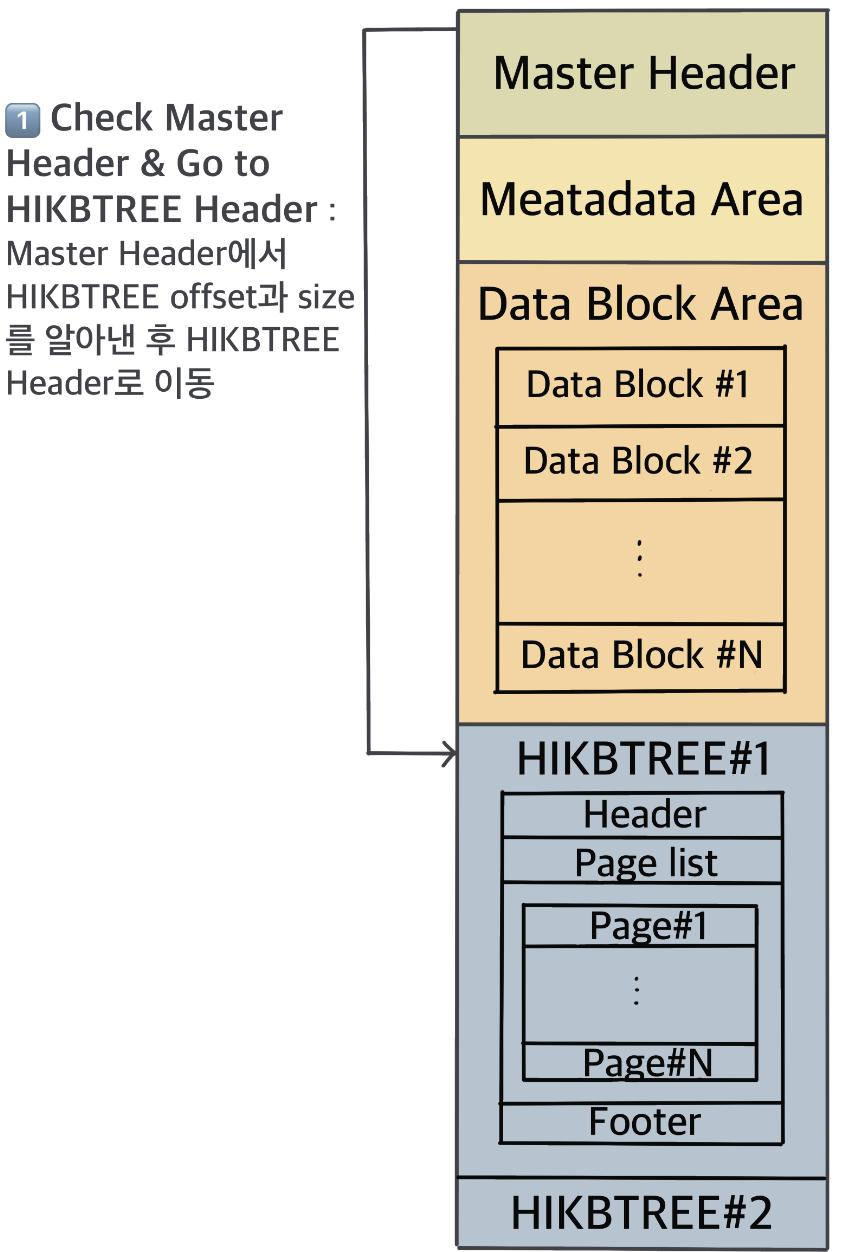 1 Check Master
Header & Go to
HIKBTREE Header :
Master Header에서
HIKBTREE offset과 size
를 알아낸 후 HIKBTREE
Header로 이동
Master Header
Meatadata Area
Data Block Area
Data Block #1
Data Block #2
⋮
Data Block #N
HIKBTREE#1
Header
Page list
Page#1
⋮
Page#N
Footer
HIKBTREE#2